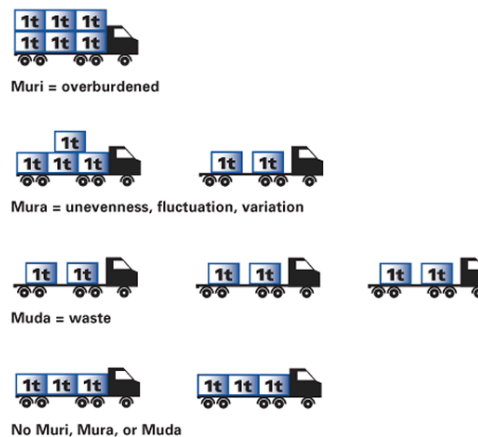 1t 1t 1t
1t 1t 1t
Muri = overburdened
1t
1t 1t 1t 1t 1t
Mura = unevenness, fluctuation, variation
1t 1t 1t 1t 1t 1t
Muda = waste
1t 1t 1t 1t 1t 1t
No Muri, Mura, or Muda